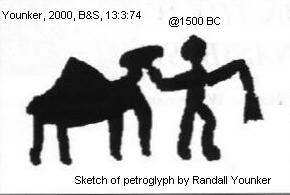 Younker, 2000, B&S, 13:3:74
@1500 BC
Sketch of petroglyph by Randall Younker